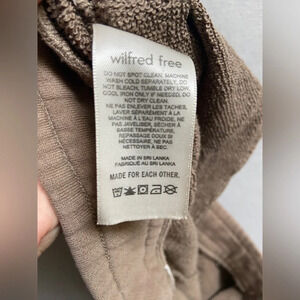 wilfred free
DO NOT SPOT CLEAN. MACHINE
WASH COLD SEPARATELY, DO
NOT BLEACH, TUMBLE DRY LOW,
COOL IRON ONLY IF NEEDED, DO
NOT DRY CLEAN.
NE PAS ENLEVER LES TACHES,
LAVER SÉPARÉMENT À LA
MACHINE À L'EAU FROIDE, NE
PAS JAVELISER, SÉCHER À
BASSE TEMPÉRATURE,
REPASSAGE DOUX SI
NÉCESSAIRE, NE PAS
NETTOYER À SEC.
MADE IN SRI LANKA
FABRIQUÉ AU SRI LANKA
MADE FOR EACH OTHER.